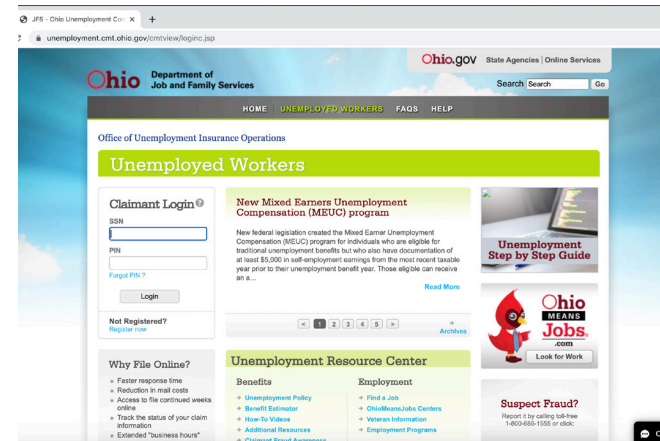 JFS - Ohio Unemployment Con
unemployment.cmt.ohio.gov/cmtview/loginc.jsp
Ohio.gov State Agencies | Online Services
Ohio Department of
Job and Family Services
Search Search Go
HOME UNEMPLOYED WORKERS FAQS HELP
Office of Unemployment Insurance Operations
Unemployed Workers
Claimant Login
SSN
PIN
Forgot PIN ?
Login
Not Registered?
Register now
New Mixed Earners Unemployment
Compensation (MEUC) program
New federal legislation created the Mixed Earner Unemployment
Compensation (MEUC) program for individuals who are eligible for
traditional unemployment benefits but who also have documentation of
at least $5,000 in self-employment earnings from the most recent taxable
year prior to their unemployment benefit year. Those eligible can receive
an a...
Read More
< 1 2 3 4 5 >
Archives
Unemployment
Step by Step Guide
Ohio
MEANS
Jobs.
.com
Look for Work
Why File Online?
Faster response time
Reduction in mail costs
Access to file continued weeks
online
Track the status of your claim
information
Extended "business hours"
Unemployment Resource Center
Benefits
Unemployment Policy
Benefit Estimator
How-To Videos
Additional Resources
Claimant Fraud Awareness
Employment
Find a Job
OhioMeansJobs Centers
Veteran Information
Employment Programs
Suspect Fraud?
Report it by calling toll-free
1-800-686-1555 or click: